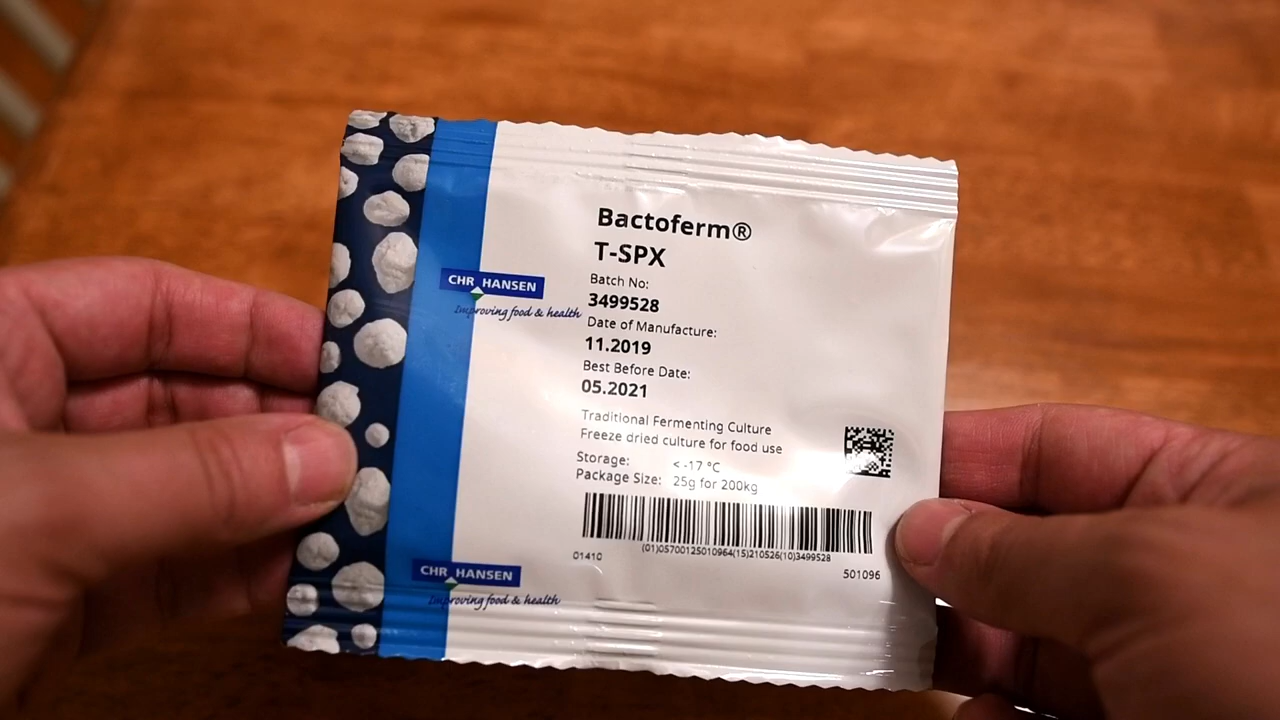 Bactoferm®
T-SPX
Batch No:
3499528
Date of Manufacture:
11.2019
Best Before Date:
05.2021
Traditional Fermenting Culture
Freeze dried culture for food use
Storage: < -17 °C
Package Size: 25g for 200kg
01410
(01)05700125010964(15)210526(10)3499528
501096
CHR HANSEN
Improving food & health
CHR HANSEN
Improving food & health